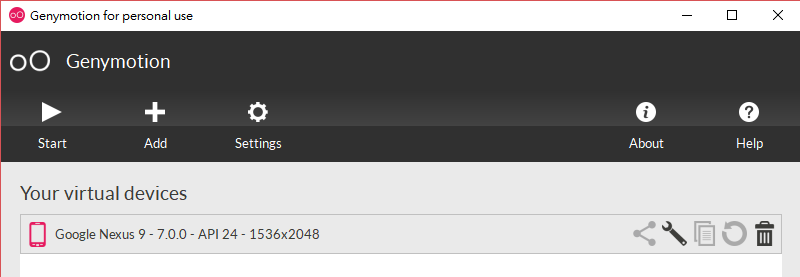 Genymotion for personal use
Genymotion
Start
Add
Settings
About
Help
Your virtual devices
Google Nexus 9 - 7.0.0 - API 24 - 1536x2048